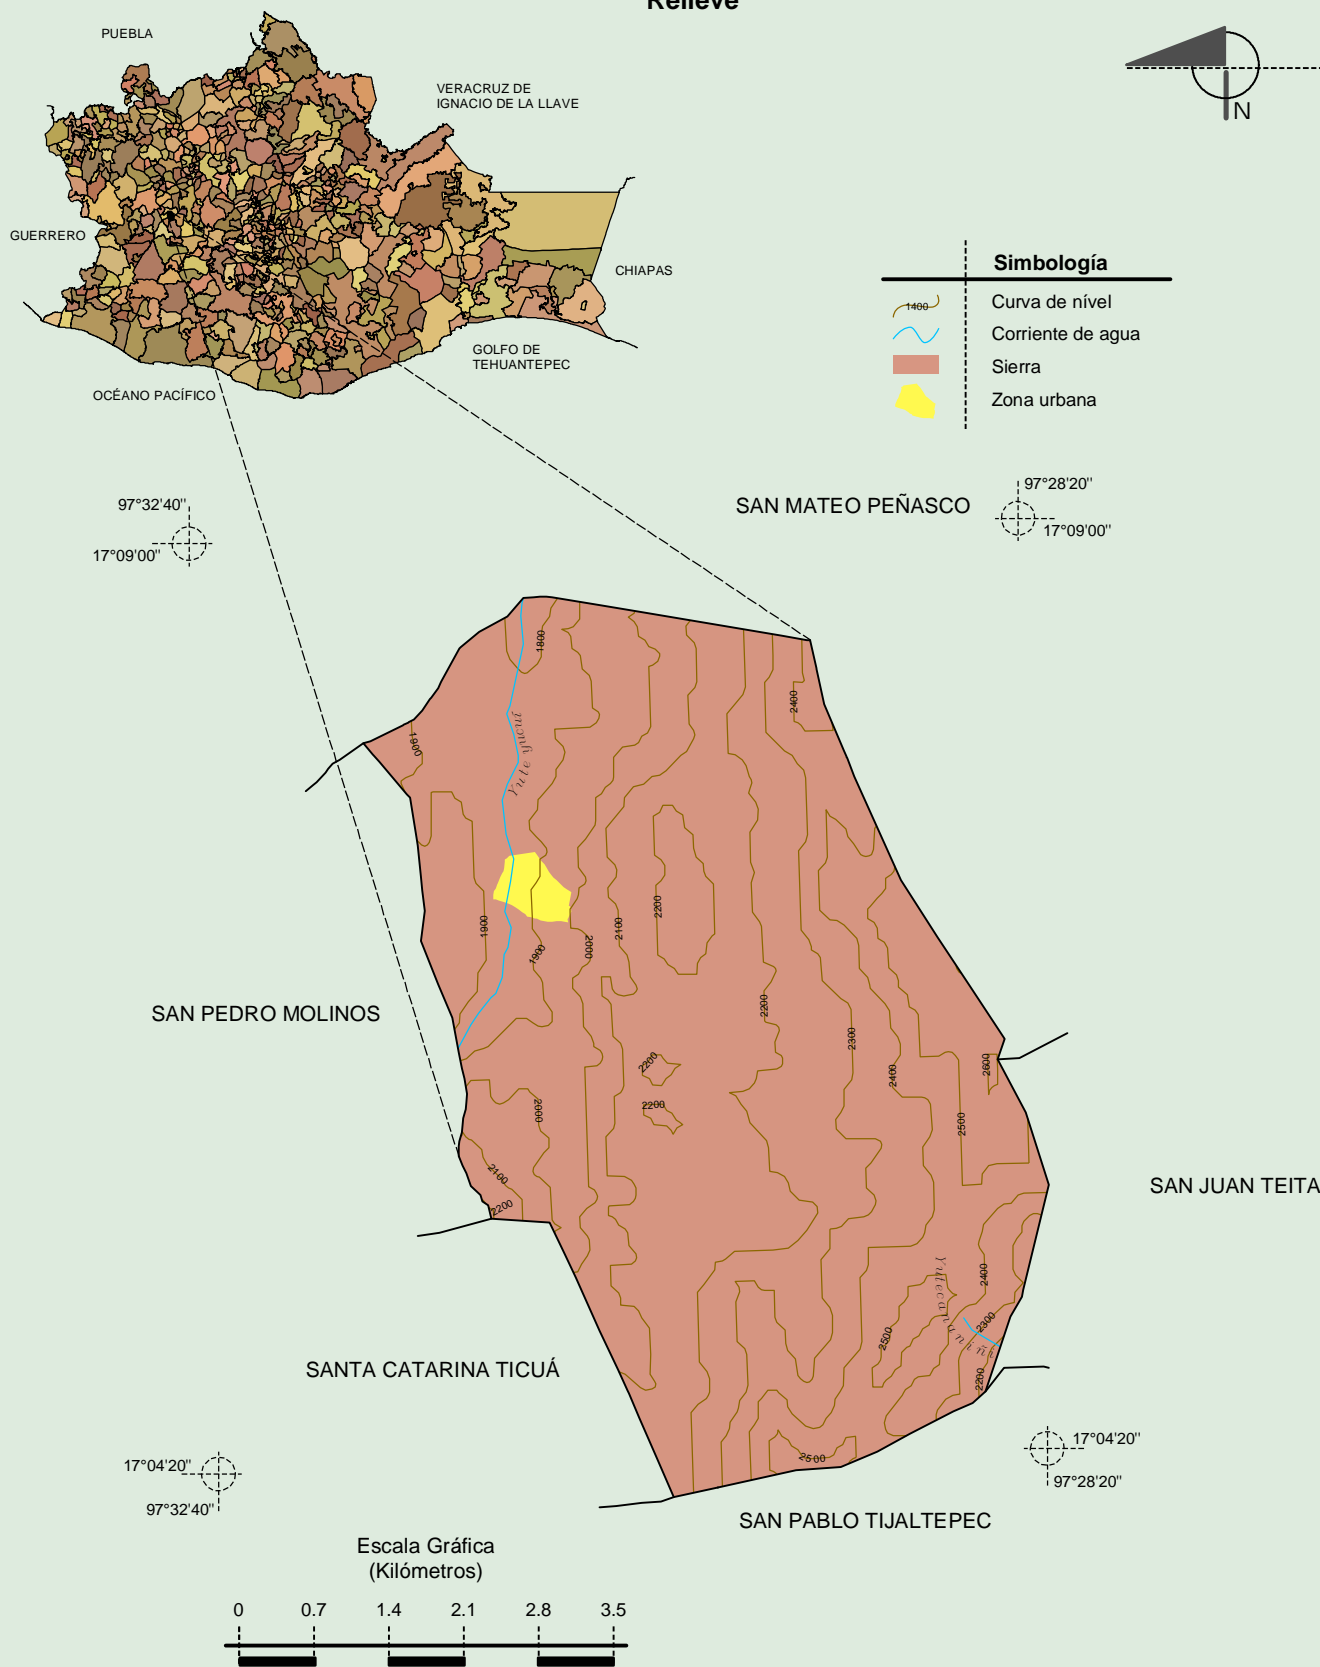 Relieve
PUEBLA
VERACRUZ DE
IGNACIO DE LA LLAVE
GUERRERO
CHIAPAS
GOLFO DE
TEHUANTEPEC
OCÉANO PACÍFICO
N
Simbología
1400
Curva de nível
Corriente de agua
Sierra
Zona urbana
97°32'40"
17°09'00"
SAN MATEO PEÑASCO
97°28'20"
17°09'00"
1800
2400
1900
Yute Yucuj
1900
1900
2000
2100
2200
2200
2300
2400
2500
2600
2200
2200
2000
2100
2200
SAN PEDRO MOLINOS
SAN JUAN TEITA
2400
2300
2200
2500
2500
SANTA CATARINA TICUÁ
17°04'20"
97°32'40"
17°04'20"
97°28'20"
SAN PABLO TIJALTEPEC
Escala Gráfica
(Kilómetros)
0 0.7 1.4 2.1 2.8 3.5